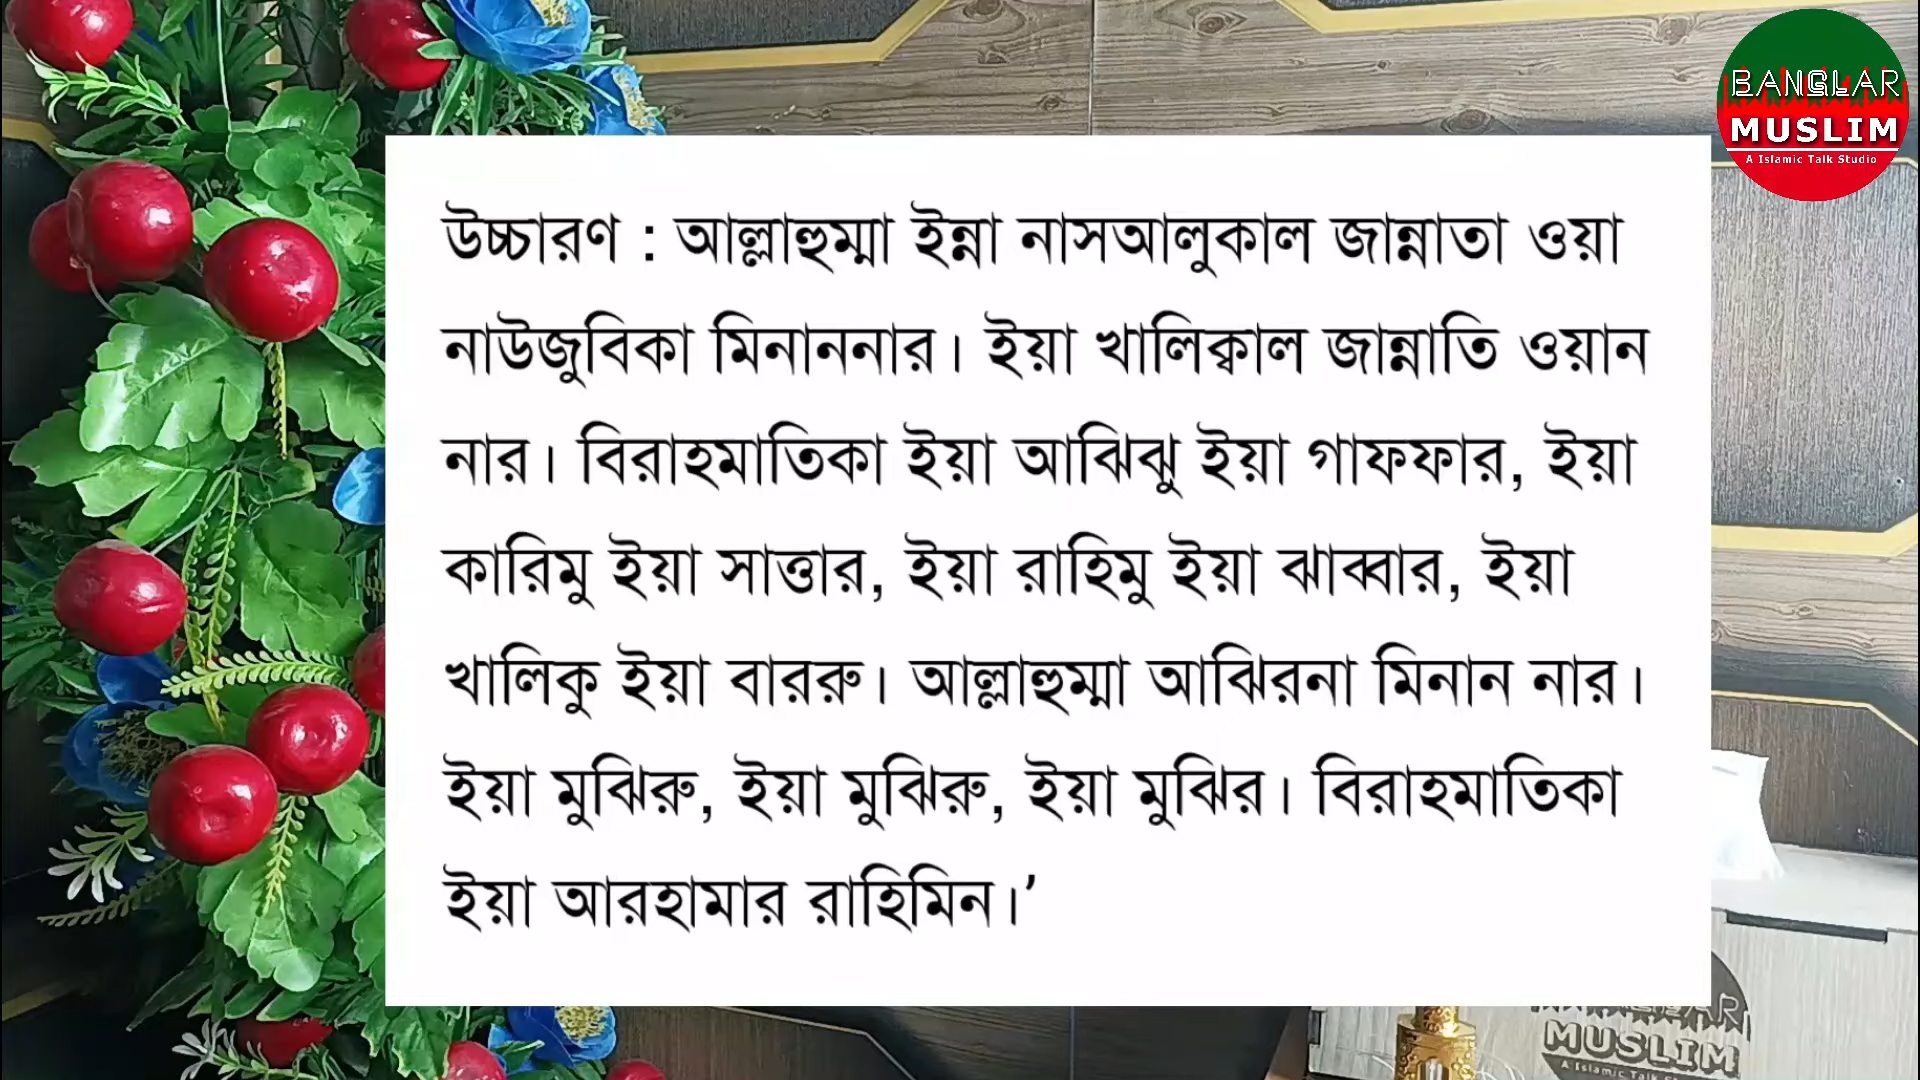 BANGLAR
MUSLIM
A Islamic Talk Studio
উচ্চারণ : আল্লাহুম্মা ইন্না নাসআলুকাল জান্নাতা ওয়া
নাউজুবিকা মিনাননার। ইয়া খালিক্বাল জান্নাতি ওয়ান
নার। বিরাহমাতিকা ইয়া আঝিঝু ইয়া গাফফার, ইয়া
কারিমু ইয়া সাত্তার, ইয়া রাহিমু ইয়া ঝাব্বার, ইয়া
খালিকু ইয়া বাররু। আল্লাহুম্মা আঝিরনা মিনান নার।
ইয়া মুঝিরু, ইয়া মুঝিরু, ইয়া মুঝির। বিরাহমাতিকা
ইয়া আরহামার রাহিমিন।’
MUSLIM